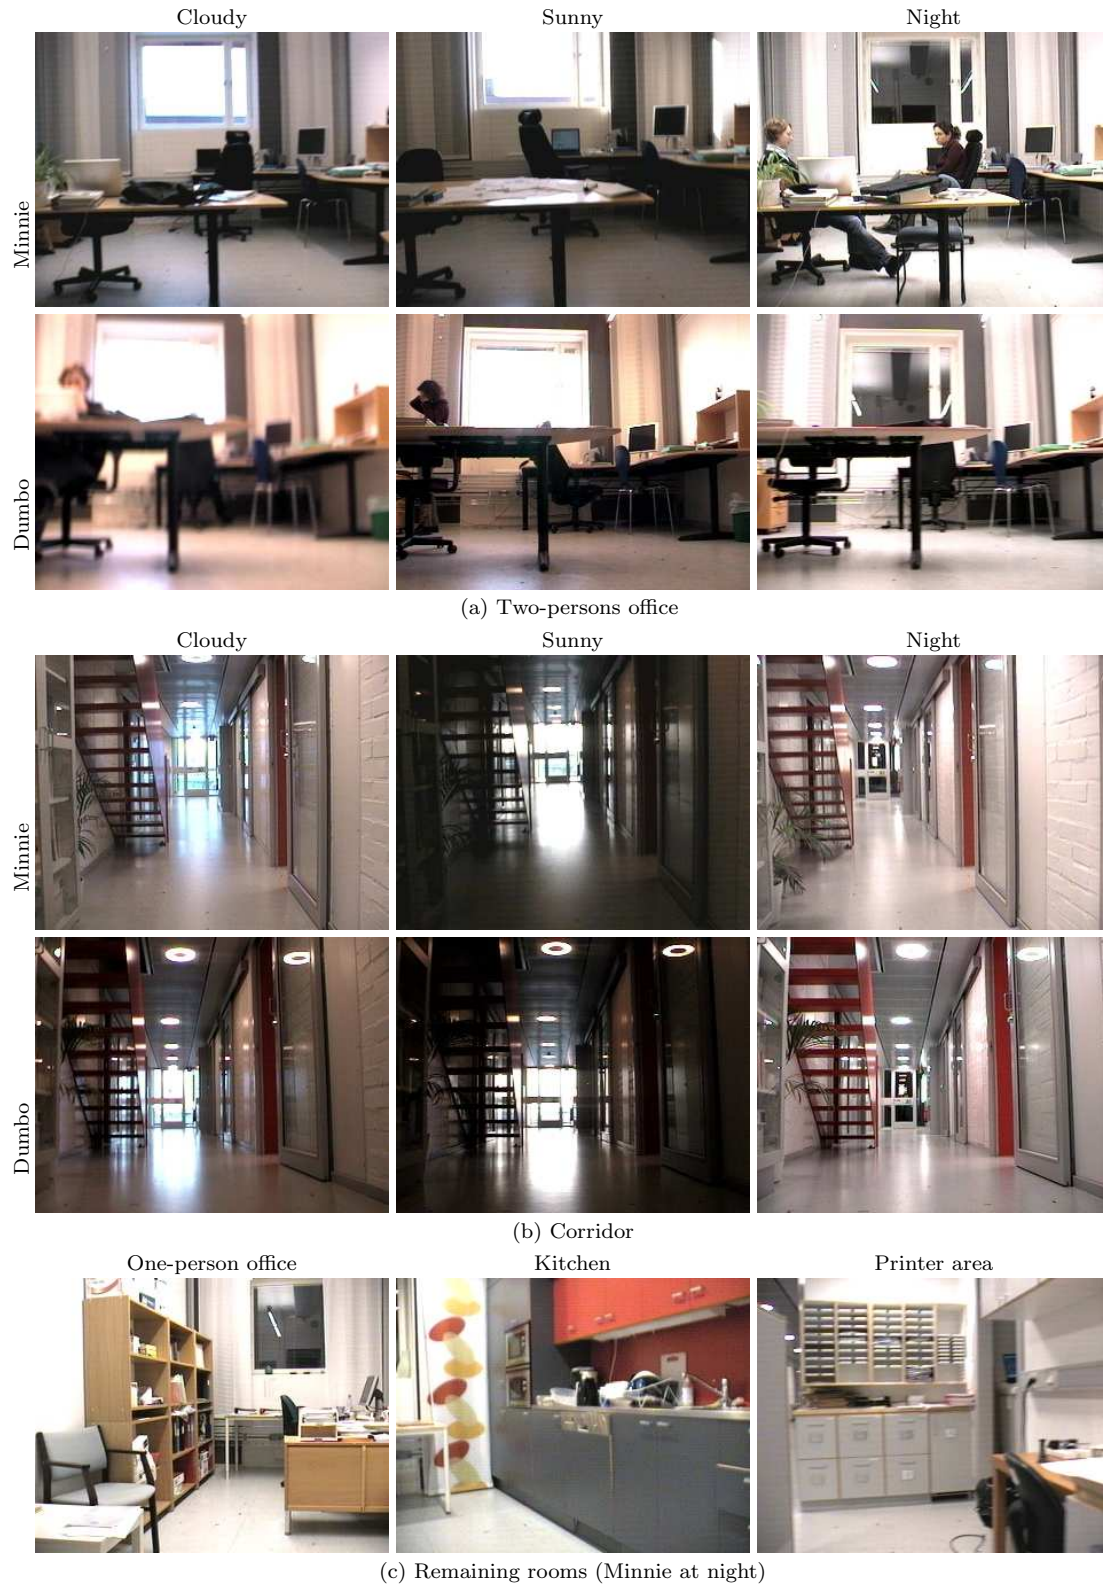 Cloudy Sunny Night
Minnie
Dumbo
(a) Two-persons office
Cloudy Sunny Night
Minnie
Dumbo
(b) Corridor
One-person office Kitchen Printer area
(c) Remaining rooms (Minnie at night)